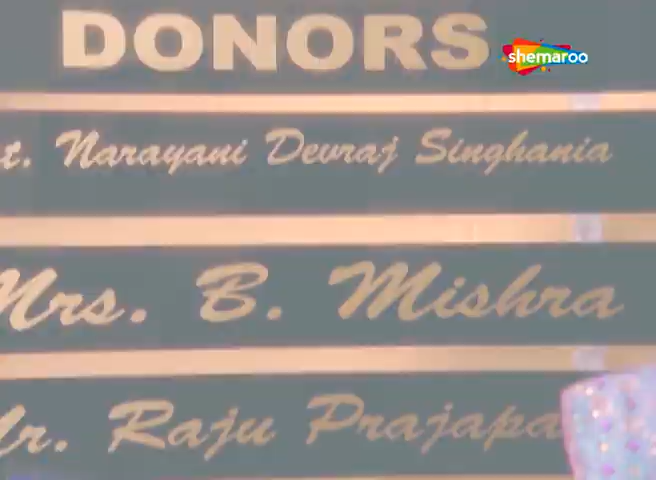 DONORS
shemaroo
Narayani Devraj Singhania
Mrs. B. Mishra
Raju